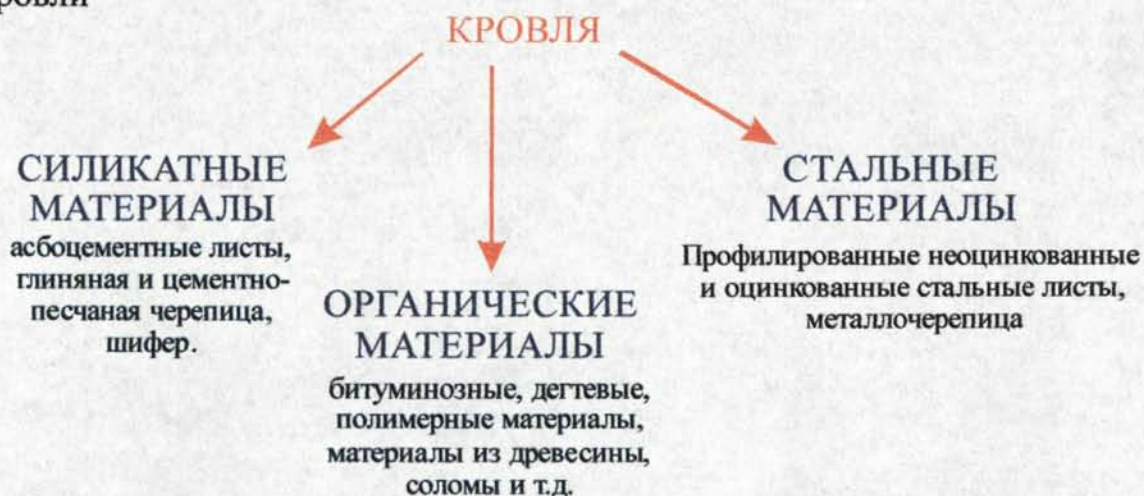 КРОВЛЯ
СИЛИКАТНЫЕ
МАТЕРИАЛЫ
асбоцементные листы,
глиняная и цементно-
песчаная черепица,
шифер.
ОРГАНИЧЕСКИЕ
МАТЕРИАЛЫ
битуминозные, дегтевые,
полимерные материалы,
материалы из древесины,
соломы и т.д.
СТАЛЬНЫЕ
МАТЕРИАЛЫ
Профилированные неоцинкованные
и оцинкованные стальные листы,
металлочерепица